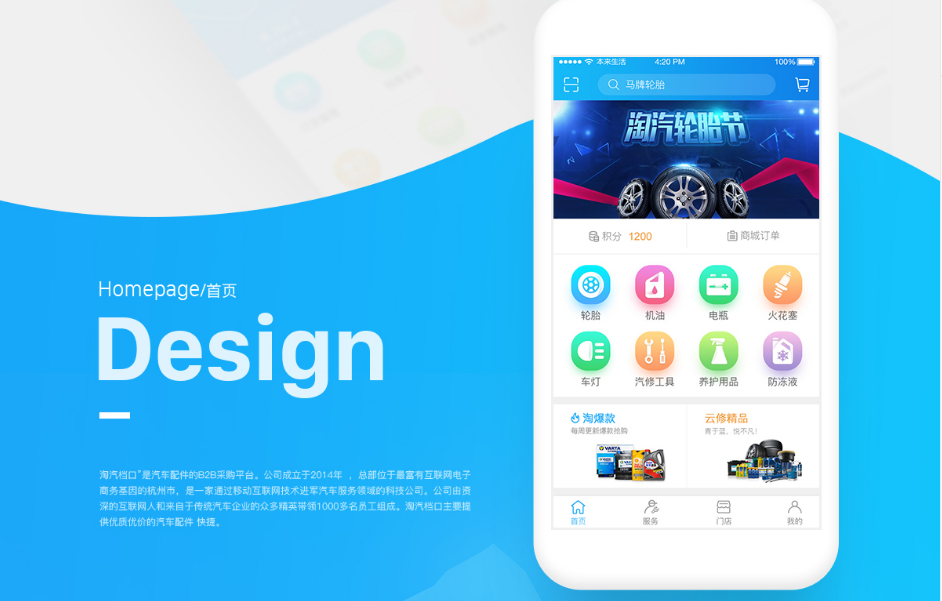 本来生活
4:20 PM
100%
马牌轮胎
淘汽轮胎节
积分 1200
商城订单
轮胎
机油
电瓶
火花塞
车灯
汽修工具
养护用品
防冻液
淘爆款
每周更新爆款抢购
云修精品
青于蓝，悦不凡！
VARTA
首页
服务
门店
我的
Homepage/首页
Design
淘汽档口"是汽车配件的B2B采购平台。公司成立于2014年 ，总部位于最富有互联网电子
商务基因的杭州市，是一家通过移动互联网技术进军汽车服务领域的科技公司。公司由资
深的互联网人和来自于传统汽车企业的众多精英带领1000多名员工组成。淘汽档口主要提
供优质优价的汽车配件 快捷。